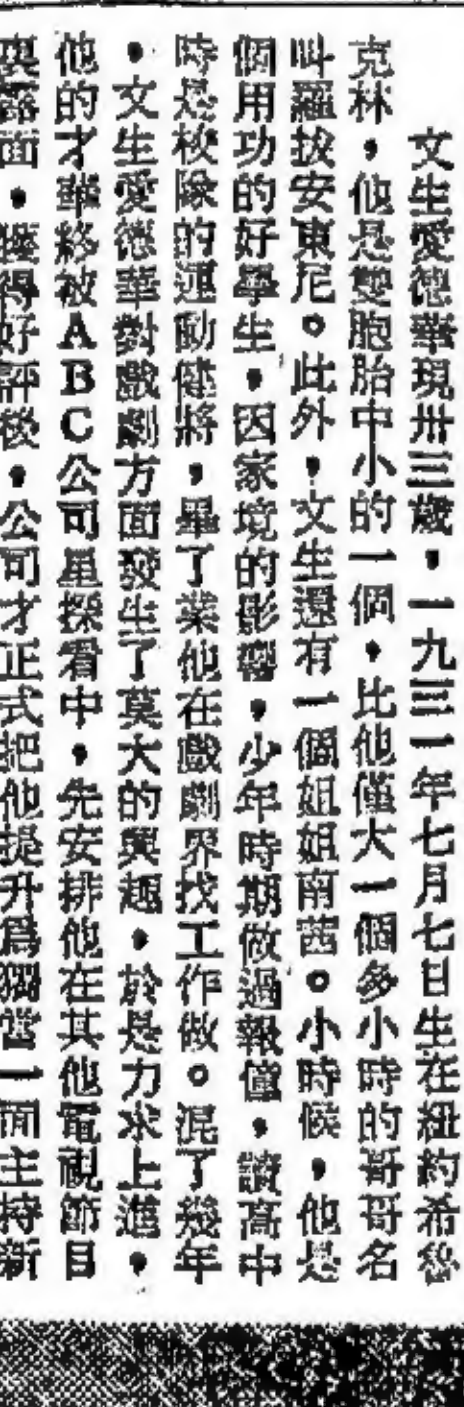 文生愛德華現卅三歲，一九三一年七月七日生在紐約希魯
克林，他是雙胞胎中小的一個，比他僅大一個多小時的哥哥名
叫羅拔安東尼。此外，文生還有一個姐姐南茜。小時候，他是
個用功的好學生，因家境的影響，少年時期做過報僮，讀高中
時是校隊的運動健將，畢了業他在戲劇界找工作做。混了幾年
，文生愛德華對戲劇方面發生了莫大的興趣，於是力求上進，
他的才華終被ABC公司星探看中，先安排他在其他電視節目
裏露面，獲得好評後，公司才正式把他提升爲獨當一面主持新